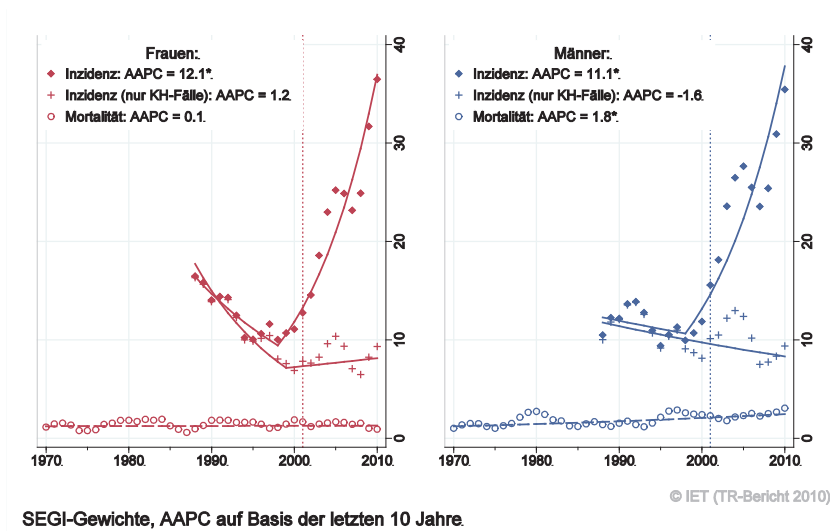 Frauen:
Inzidenz: AAPC = 12.1*.
Inzidenz (nur KH-Fälle): AAPC = 1.2.
Mortalität: AAPC = 0.1.
40
30
20
10
0
1970. 1980. 1990. 2000. 2010.
Männer:
Inzidenz: AAPC = 11.1*.
Inzidenz (nur KH-Fälle): AAPC = -1.6.
Mortalität: AAPC = 1.8*.
40
30
20
10
0
1970. 1980. 1990. 2000. 2010.
© IET (TR-Bericht 2010)
SEGI-Gewichte, AAPC auf Basis der letzten 10 Jahre.